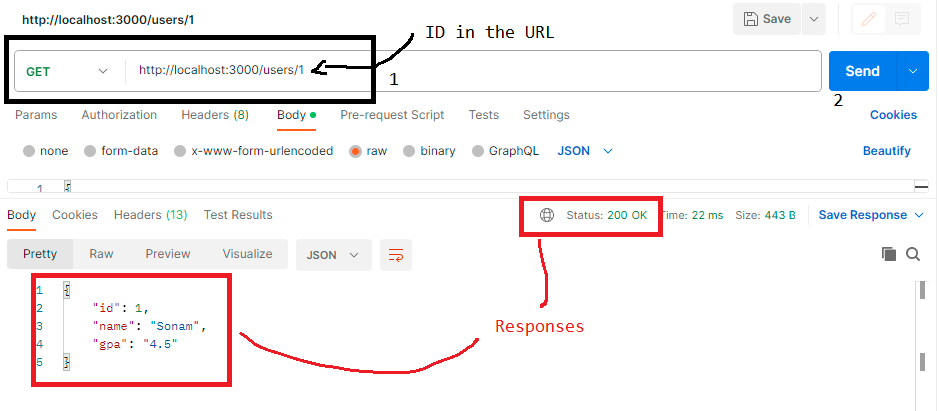 http://localhost:3000/users/1
Save
ID in the URL
GET
http://localhost:3000/users/1
1
Send
2
Params Authorization Headers (8) Body Pre-request Script Tests Settings Cookies
none form-data x-www-form-urlencoded raw binary GraphQL JSON Beautify
1 {
Body Cookies Headers (13) Test Results Status: 200 OK Time: 22 ms Size: 443 B Save Response
Pretty Raw Preview Visualize JSON
1 {
2 "id": 1,
3 "name": "Sonam",
4 "gpa": "4.5"
5 }
Responses